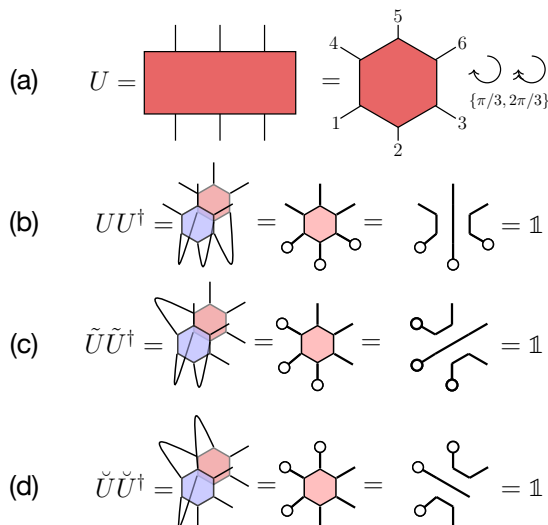 (a) U = = 4 5 6 1 2 3 {π/3, 2π/3}
(b) UU† = = = = 𝟙
(c) ŨŨ† = = = = 𝟙
(d) ŬŬ† = = = = 𝟙